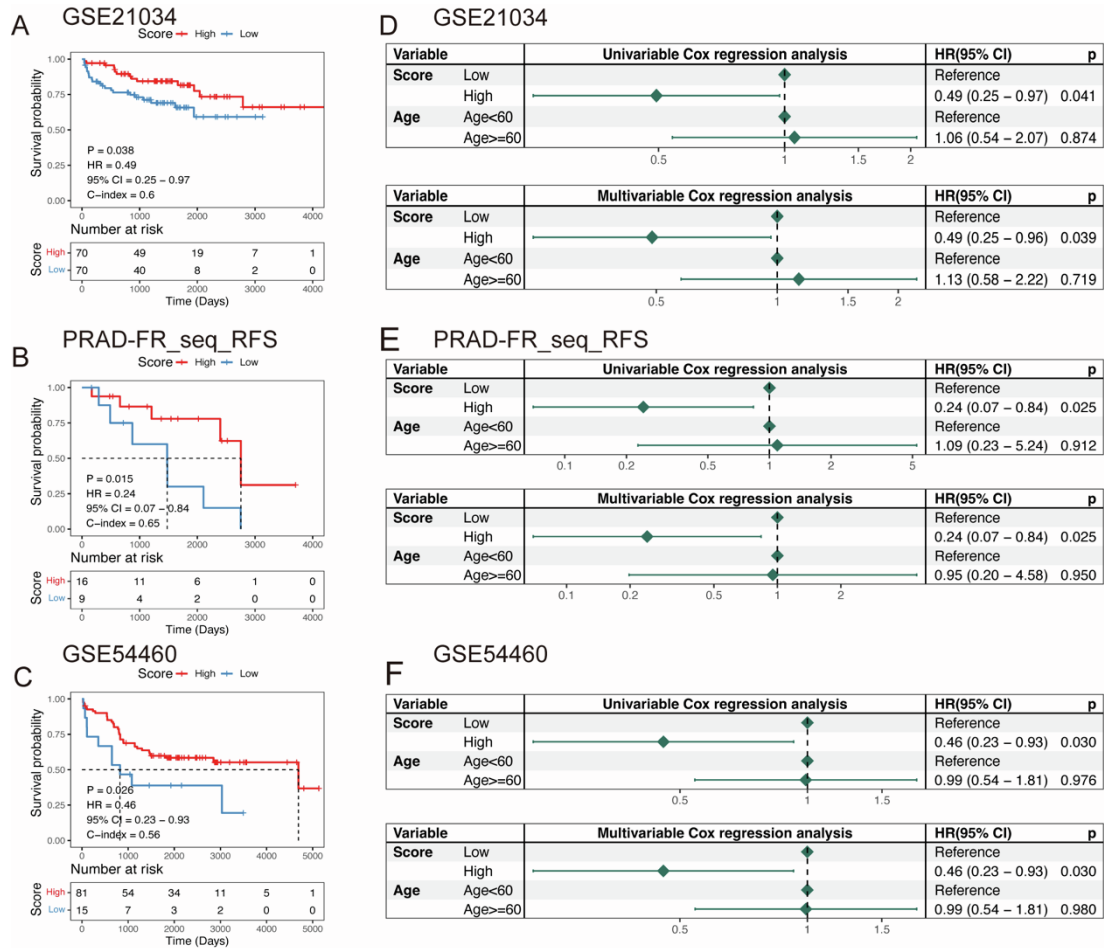 A GSE21034
Score High Low
Survival probability
1.00
0.75
0.50
0.25
0.00
P = 0.038
HR = 0.49
95% CI = 0.25 – 0.97
C-index = 0.6
0 1000 2000 3000 4000
Number at risk
Score
High 70 49 19 7 1
Low 70 40 8 2 0
0 1000 2000 3000 4000
Time (Days)
D GSE21034
Variable Univariable Cox regression analysis HR(95% CI) p
Score Low Reference
High 0.49 (0.25 – 0.97) 0.041
Age Age<60 Reference
Age>=60 1.06 (0.54 – 2.07) 0.874
0.5 1 1.5 2
Variable Multivariable Cox regression analysis HR(95% CI) p
Score Low Reference
High 0.49 (0.25 – 0.96) 0.039
Age Age<60 Reference
Age>=60 1.13 (0.58 – 2.22) 0.719
0.5 1 1.5 2
B PRAD-FR_seq_RFS
Score High Low
Survival probability
1.00
0.75
0.50
0.25
0.00
P = 0.015
HR = 0.24
95% CI = 0.07 – 0.84
C-index = 0.65
0 1000 2000 3000 4000
Number at risk
Score
High 16 11 6 1 0
Low 9 4 2 0 0
0 1000 2000 3000 4000
Time (Days)
E PRAD-FR_seq_RFS
Variable Univariable Cox regression analysis HR(95% CI) p
Score Low Reference
High 0.24 (0.07 – 0.84) 0.025
Age Age<60 Reference
Age>=60 1.09 (0.23 – 5.24) 0.912
0.1 0.2 0.5 1 2 5
Variable Multivariable Cox regression analysis HR(95% CI) p
Score Low Reference
High 0.24 (0.07 – 0.84) 0.025
Age Age<60 Reference
Age>=60 0.95 (0.20 – 4.58) 0.950
0.1 0.2 0.5 1 2
C GSE54460
Score High Low
Survival probability
1.00
0.75
0.50
0.25
0.00
P = 0.026
HR = 0.46
95% CI = 0.23 – 0.93
C-index = 0.56
0 1000 2000 3000 4000 5000
Number at risk
Score
High 81 54 34 11 5 1
Low 15 7 3 2 0 0
0 1000 2000 3000 4000 5000
Time (Days)
F GSE54460
Variable Univariable Cox regression analysis HR(95% CI) p
Score Low Reference
High 0.46 (0.23 – 0.93) 0.030
Age Age<60 Reference
Age>=60 0.99 (0.54 – 1.81) 0.976
0.5 1 1.5
Variable Multivariable Cox regression analysis HR(95% CI) p
Score Low Reference
High 0.46 (0.23 – 0.93) 0.030
Age Age<60 Reference
Age>=60 0.99 (0.54 – 1.81) 0.980
0.5 1 1.5